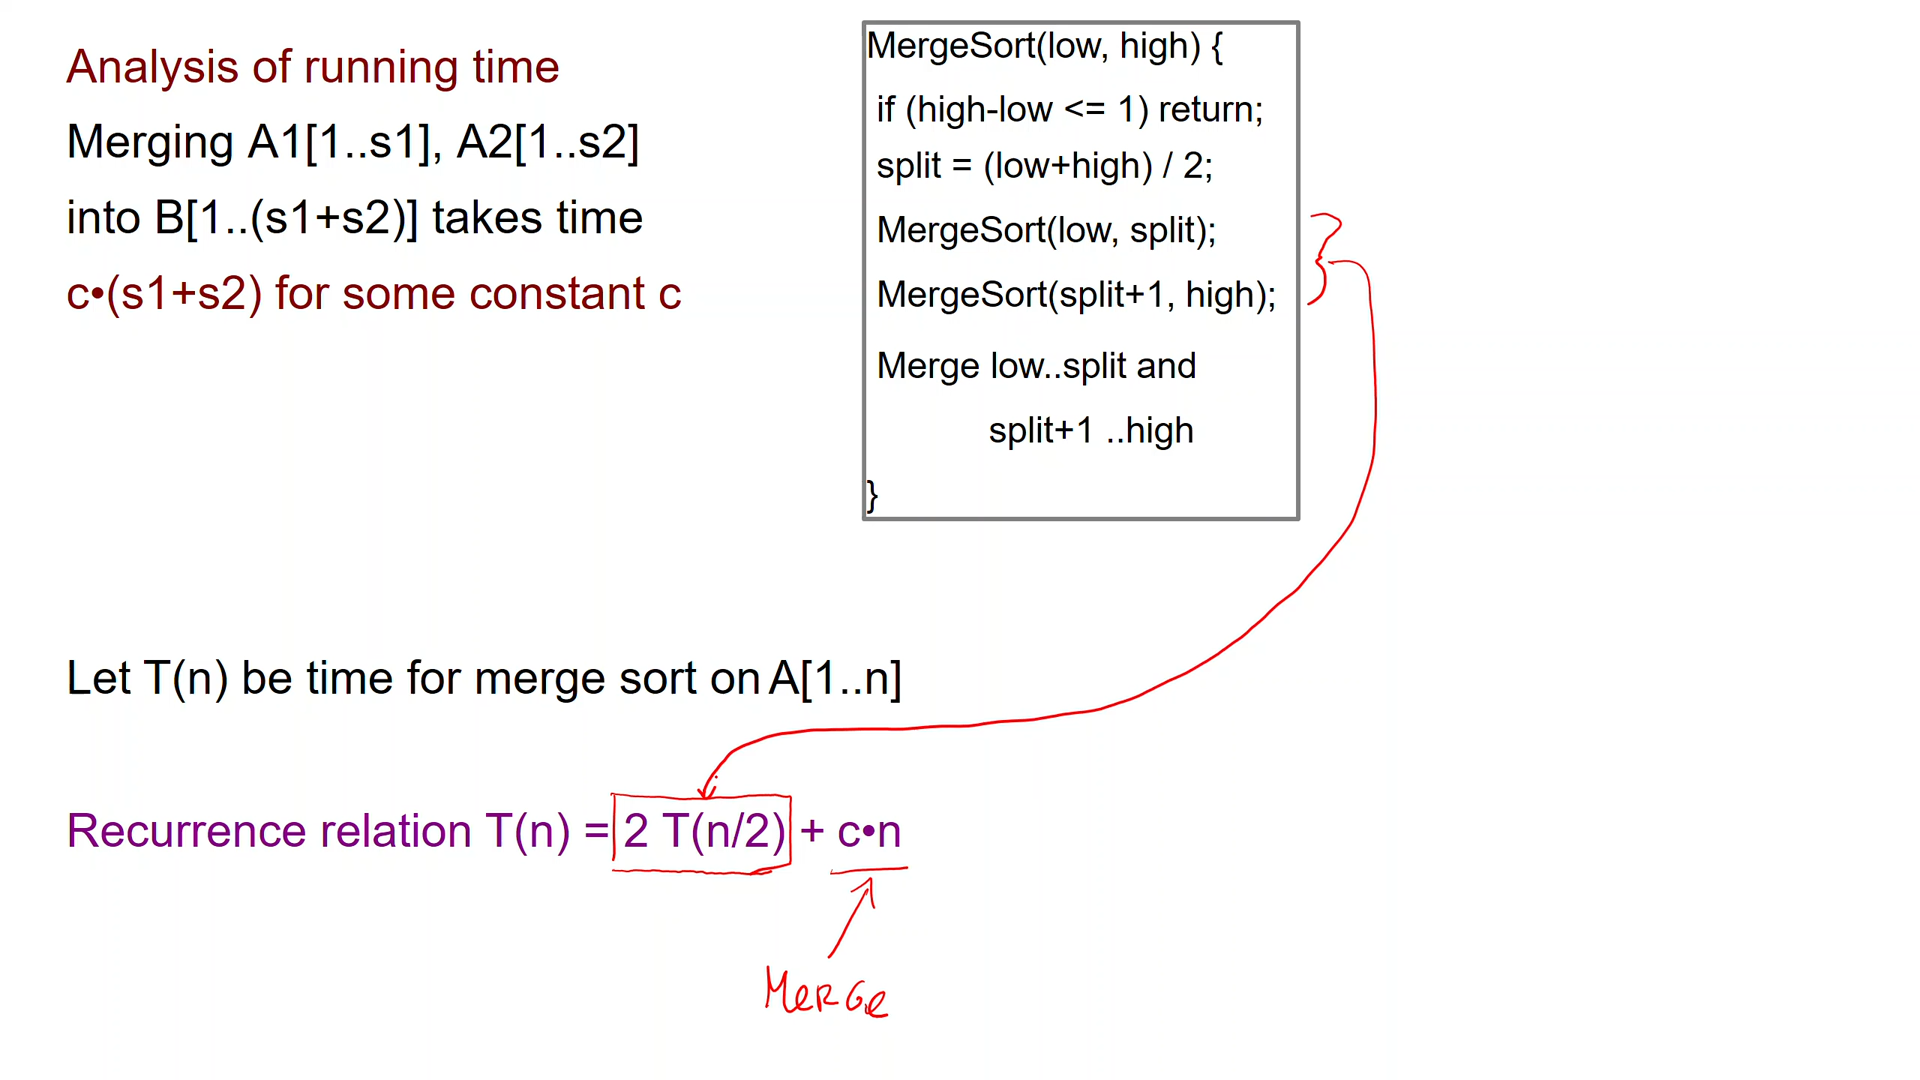 Analysis of running time
Merging A1[1..s1], A2[1..s2]
into B[1..(s1+s2)] takes time
c•(s1+s2) for some constant c
MergeSort(low, high) {
if (high-low <= 1) return;
split = (low+high) / 2;
MergeSort(low, split);
MergeSort(split+1, high);
Merge low..split and
split+1 ..high
}
Let T(n) be time for merge sort on A[1..n]
Recurrence relation T(n) = 2 T(n/2) + c•n
Merge